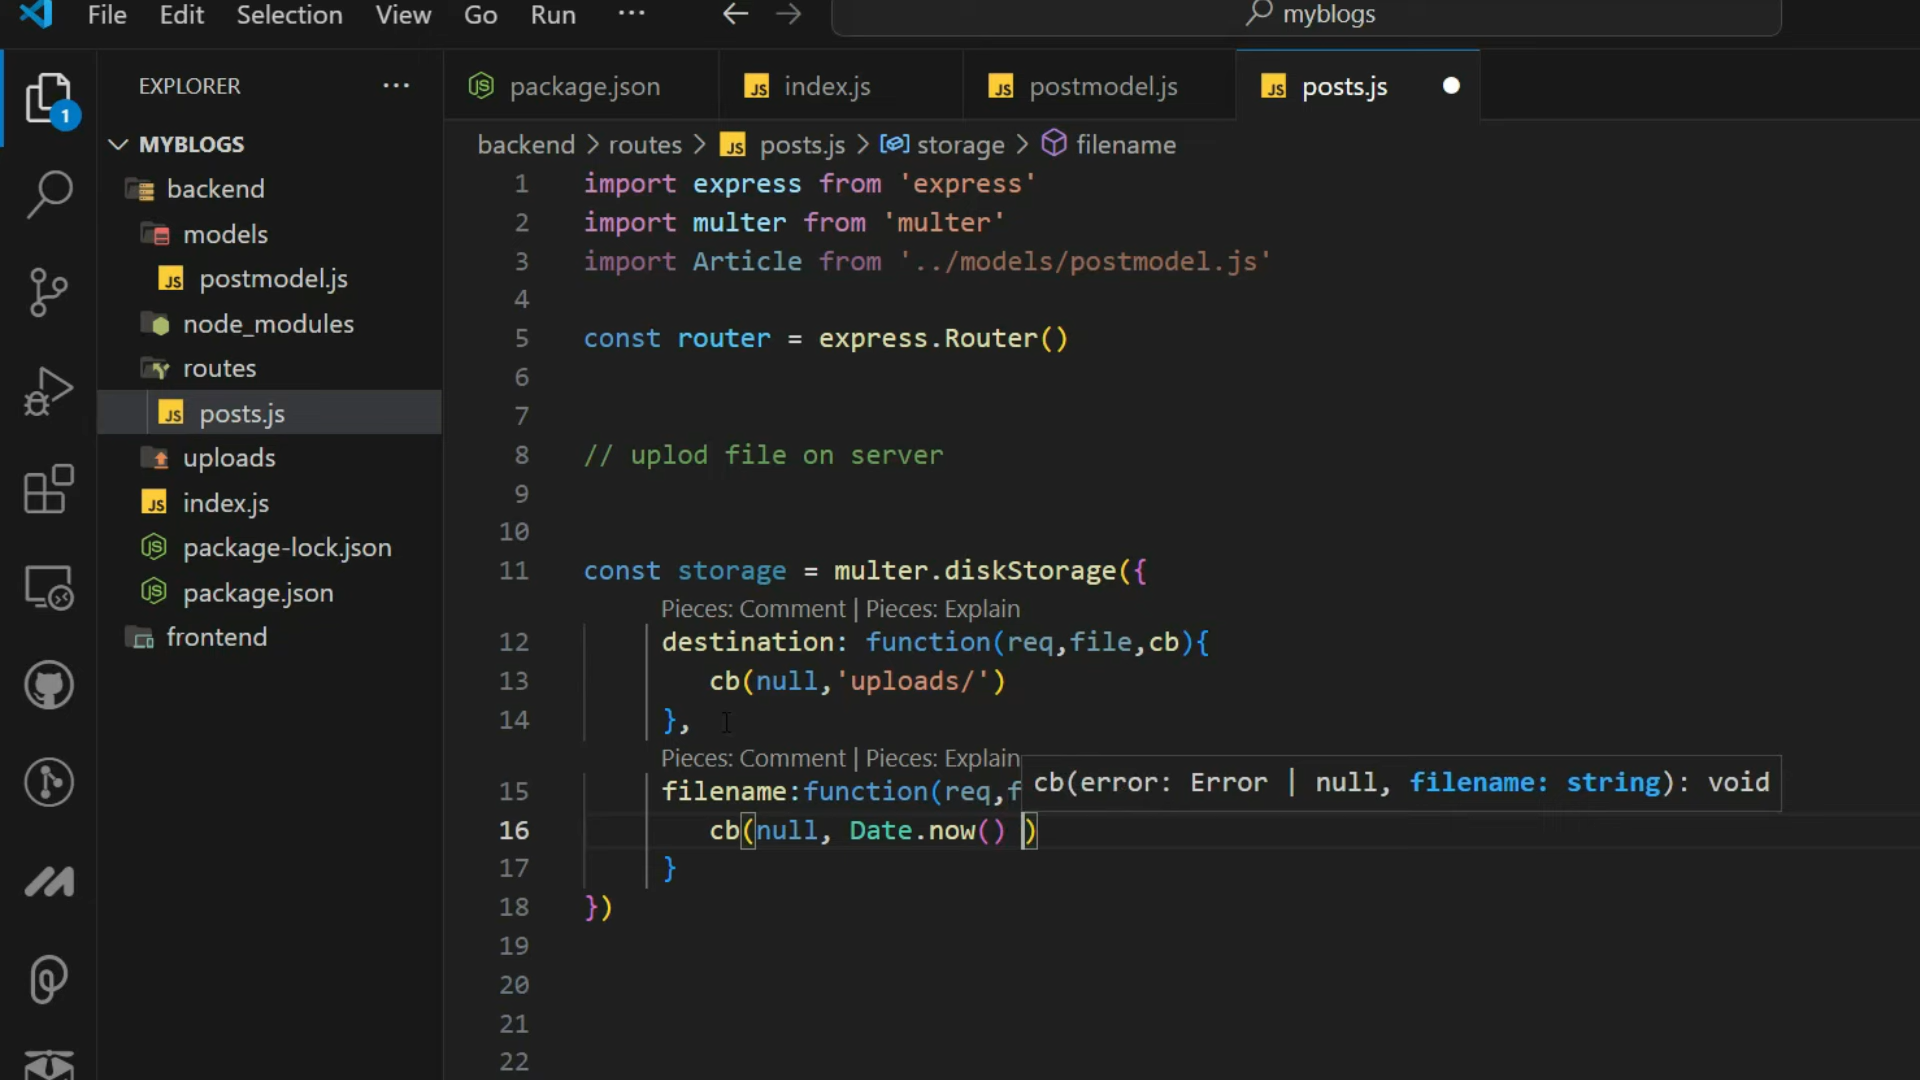 File Edit Selection View Go Run ··· myblogs
EXPLORER ···
MYBLOGS
backend
models
postmodel.js
node_modules
routes
posts.js
uploads
index.js
package-lock.json
package.json
frontend
1
package.json index.js postmodel.js posts.js
backend > routes > posts.js > storage > filename
1 import express from 'express'
2 import multer from 'multer'
3 import Article from '../models/postmodel.js'
4
5 const router = express.Router()
6
7
8 // uplod file on server
9
10
11 const storage = multer.diskStorage({
Pieces: Comment | Pieces: Explain
12 destination: function(req,file,cb){
13 cb(null,'uploads/')
14 },
Pieces: Comment | Pieces: Explain
cb(error: Error | null, filename: string): void
15 filename:function(req,f
16 cb(null, Date.now() )
17 }
18 })
19
20
21
22